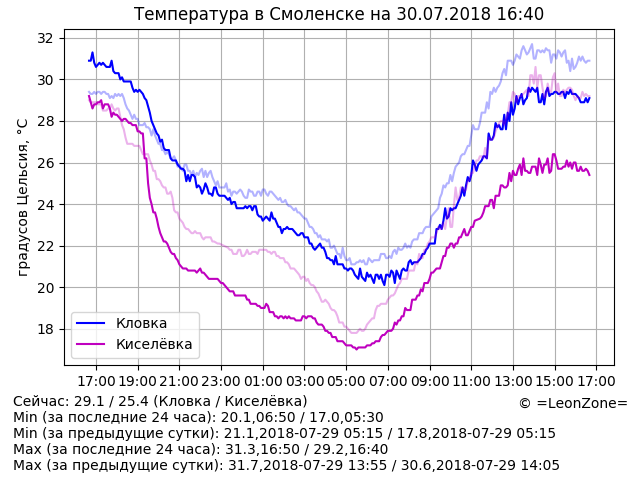 Температура в Смоленске на 30.07.2018 16:40
градусов Цельсия, °C
32
30
28
26
24
22
20
18
Кловка
Киселёвка
17:00 19:00 21:00 23:00 01:00 03:00 05:00 07:00 09:00 11:00 13:00 15:00 17:00
Сейчас: 29.1 / 25.4 (Кловка / Киселёвка)
© =LeonZone=
Min (за последние 24 часа): 20.1,06:50 / 17.0,05:30
Min (за предыдущие сутки): 21.1,2018-07-29 05:15 / 17.8,2018-07-29 05:15
Max (за последние 24 часа): 31.3,16:50 / 29.2,16:40
Max (за предыдущие сутки): 31.7,2018-07-29 13:55 / 30.6,2018-07-29 14:05